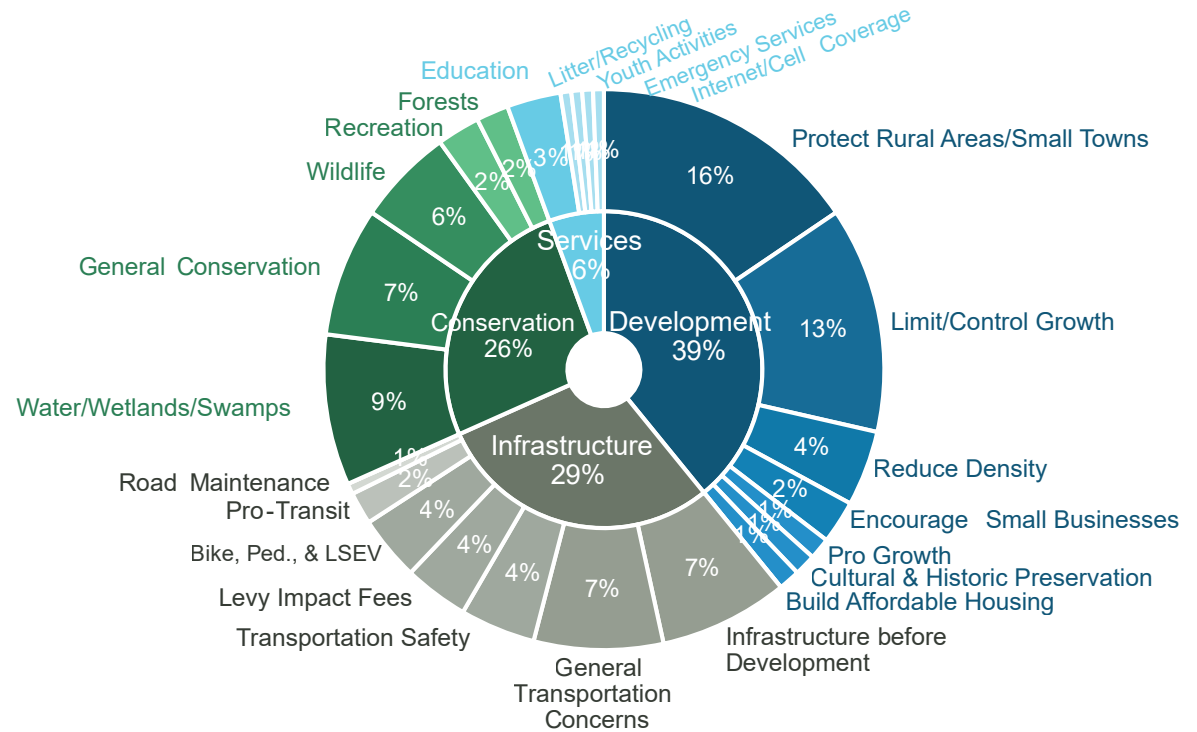 Litter/Recycling
Youth Activities
Emergency Services
Internet/Cell Coverage
Education
Forests
Recreation
Wildlife
General Conservation
Water/Wetlands/Swamps
Road Maintenance
Pro-Transit
Bike, Ped., & LSEV
Levy Impact Fees
Transportation Safety
General
Transportation
Concerns
Infrastructure before
Development
Build Affordable Housing
Cultural & Historic Preservation
Pro Growth
Encourage Small Businesses
Reduce Density
Limit/Control Growth
Protect Rural Areas/Small Towns
16%
13%
4%
2%
1%
1%
1%
7%
7%
4%
4%
4%
2%
1%
9%
7%
6%
2%
2%
3%
Services
6%
Development
39%
Conservation
26%
Infrastructure
29%